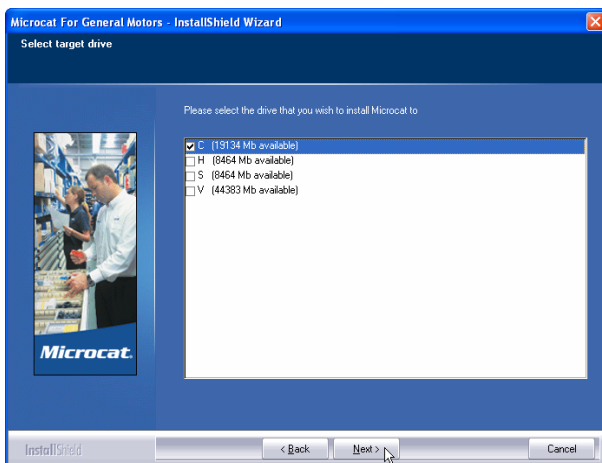 Microcat For General Motors - InstallShield Wizard
Select target drive
Please select the drive that you wish to install Microcat to
C (19134 Mb available)
H (8464 Mb available)
S (8464 Mb available)
V (44383 Mb available)
Microcat.
InstallShield
< Back
Next >
Cancel